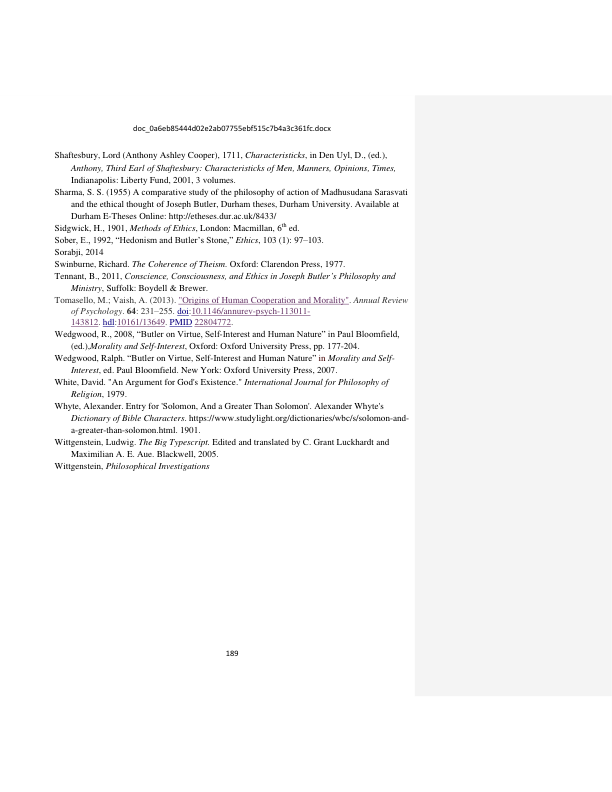 doc_0a6eb85444d02e2ab07755ebf515c7b4a3c361fc.docx
Shaftesbury, Lord (Anthony Ashley Cooper), 1711, Characteristicks, in Den Uyl, D., (ed.),
Anthony, Third Earl of Shaftesbury: Characteristicks of Men, Manners, Opinions, Times,
Indianapolis: Liberty Fund, 2001, 3 volumes.
Sharma, S. S. (1955) A comparative study of the philosophy of action of Madhusudana Sarasvati
and the ethical thought of Joseph Butler, Durham theses, Durham University. Available at
Durham E-Theses Online: http://etheses.dur.ac.uk/8433/
Sidgwick, H., 1901, Methods of Ethics, London: Macmillan, 6th ed.
Sober, E., 1992, “Hedonism and Butler’s Stone,” Ethics, 103 (1): 97–103.
Sorabji, 2014
Swinburne, Richard. The Coherence of Theism. Oxford: Clarendon Press, 1977.
Tennant, B., 2011, Conscience, Consciousness, and Ethics in Joseph Butler’s Philosophy and
Ministry, Suffolk: Boydell & Brewer.
Tomasello, M.; Vaish, A. (2013). "Origins of Human Cooperation and Morality". Annual Review
of Psychology. 64: 231–255. doi:10.1146/annurev-psych-113011-
143812. hdl:10161/13649. PMID 22804772.
Wedgwood, R., 2008, “Butler on Virtue, Self-Interest and Human Nature” in Paul Bloomfield,
(ed.),Morality and Self-Interest, Oxford: Oxford University Press, pp. 177-204.
Wedgwood, Ralph. “Butler on Virtue, Self-Interest and Human Nature” in Morality and Self-
Interest, ed. Paul Bloomfield. New York: Oxford University Press, 2007.
White, David. "An Argument for God's Existence." International Journal for Philosophy of
Religion, 1979.
Whyte, Alexander. Entry for 'Solomon, And a Greater Than Solomon'. Alexander Whyte's
Dictionary of Bible Characters. https://www.studylight.org/dictionaries/wbc/s/solomon-and-
a-greater-than-solomon.html. 1901.
Wittgenstein, Ludwig. The Big Typescript. Edited and translated by C. Grant Luckhardt and
Maximilian A. E. Aue. Blackwell, 2005.
Wittgenstein, Philosophical Investigations
189